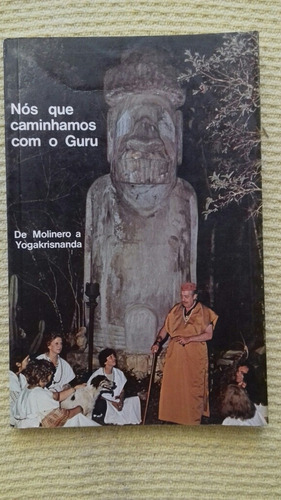 Nós que
caminhamos
com o Guru
De Molinero a
Yogakrisnanda